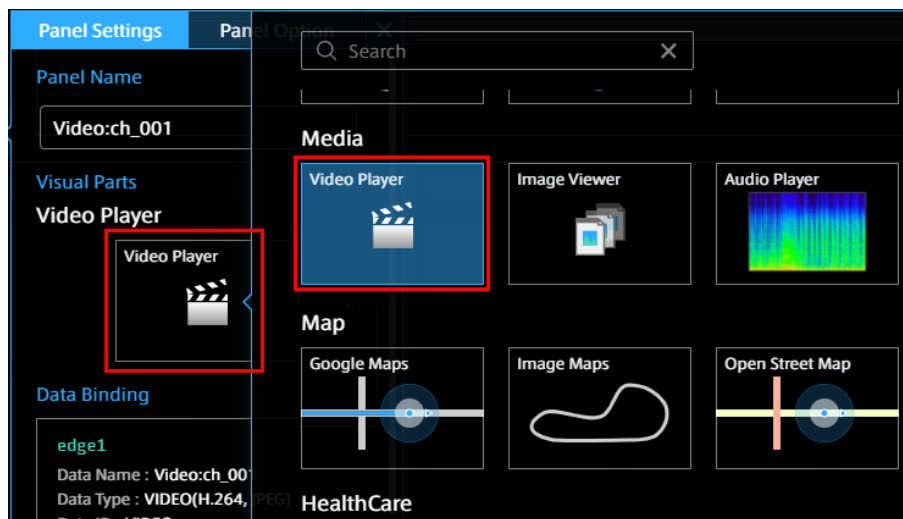 Panel Settings
Panel Option
Panel Name
Video:ch_001
Visual Parts
Video Player
Video Player
Data Binding
edge1
Data Name : Video:ch_001
Data Type : VIDEO(H.264, JPEG)
Search
Media
Video Player
Image Viewer
Audio Player
Map
Google Maps
Image Maps
Open Street Map
HealthCare